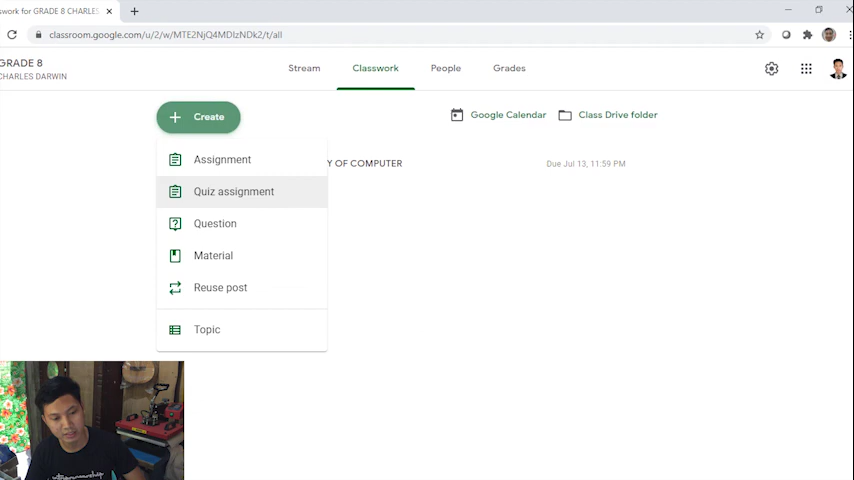 swork for GRADE 8 CHARLES
classroom.google.com/u/2/w/MTE2NjQ4MDIzNDk2/t/all
GRADE 8
CHARLES DARWIN
Stream
Classwork
People
Grades
Create
Google Calendar
Class Drive folder
Assignment
Y OF COMPUTER
Due Jul 13, 11:59 PM
Quiz assignment
Question
Material
Reuse post
Topic
entrepreneurship